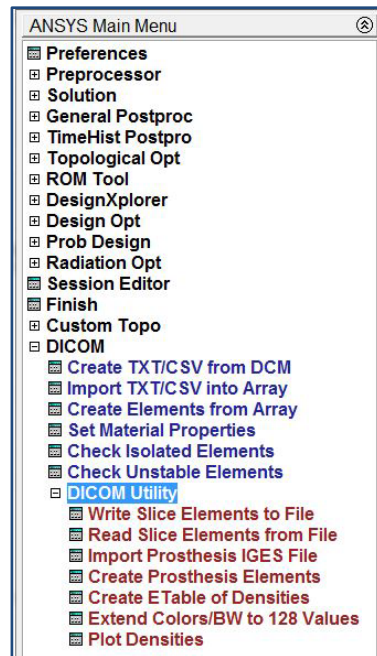 ANSYS Main Menu
Preferences
Preprocessor
Solution
General Postproc
TimeHist Postpro
Topological Opt
ROM Tool
DesignXplorer
Design Opt
Prob Design
Radiation Opt
Session Editor
Finish
Custom Topo
DICOM
Create TXT/CSV from DCM
Import TXT/CSV into Array
Create Elements from Array
Set Material Properties
Check Isolated Elements
Check Unstable Elements
DICOM Utility
Write Slice Elements to File
Read Slice Elements from File
Import Prosthesis IGES File
Create Prosthesis Elements
Create ETable of Densities
Extend Colors/BW to 128 Values
Plot Densities